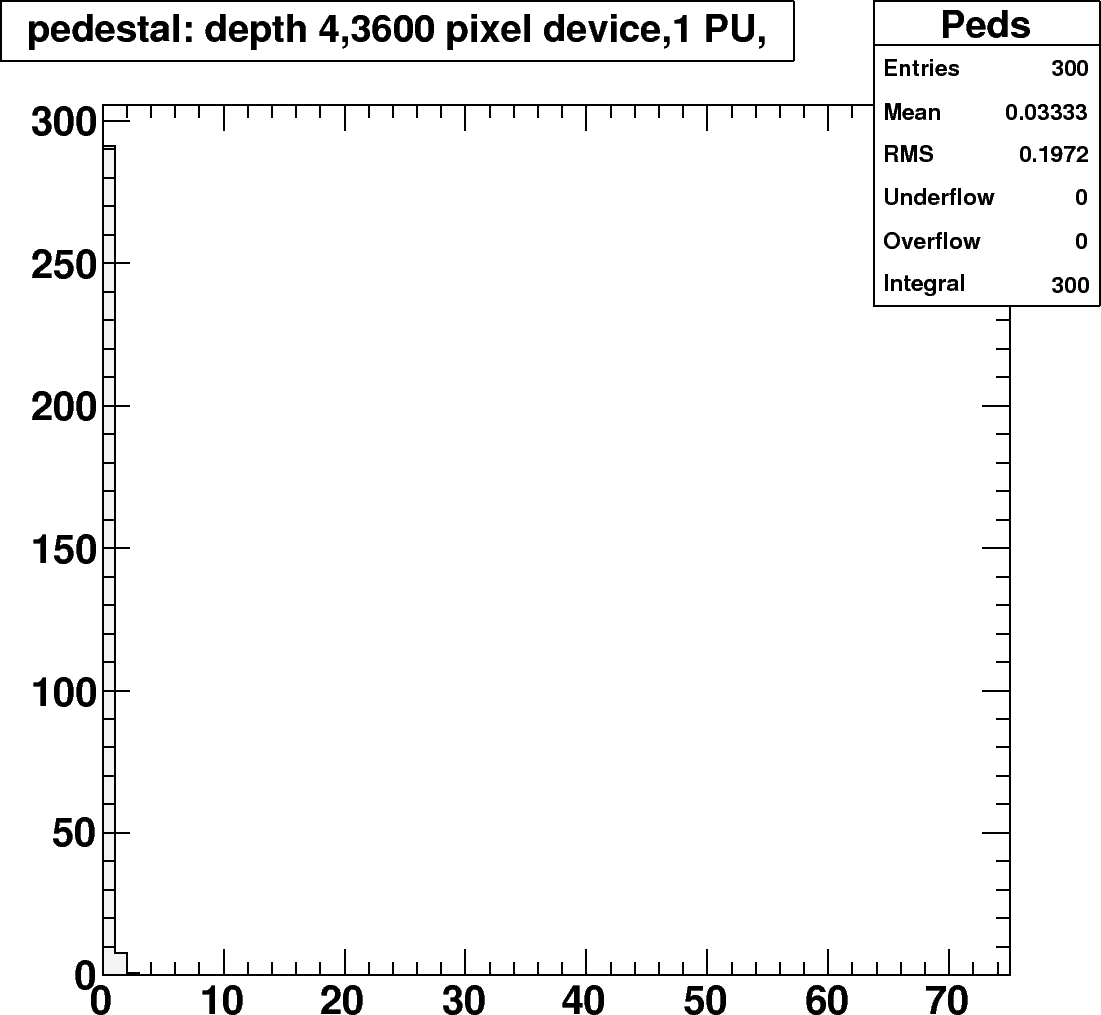 pedestal: depth 4,3600 pixel device,1 PU,
Peds
Entries 300
Mean 0.03333
RMS 0.1972
Underflow 0
Overflow 0
Integral 300
300
250
200
150
100
50
0
0 10 20 30 40 50 60 70